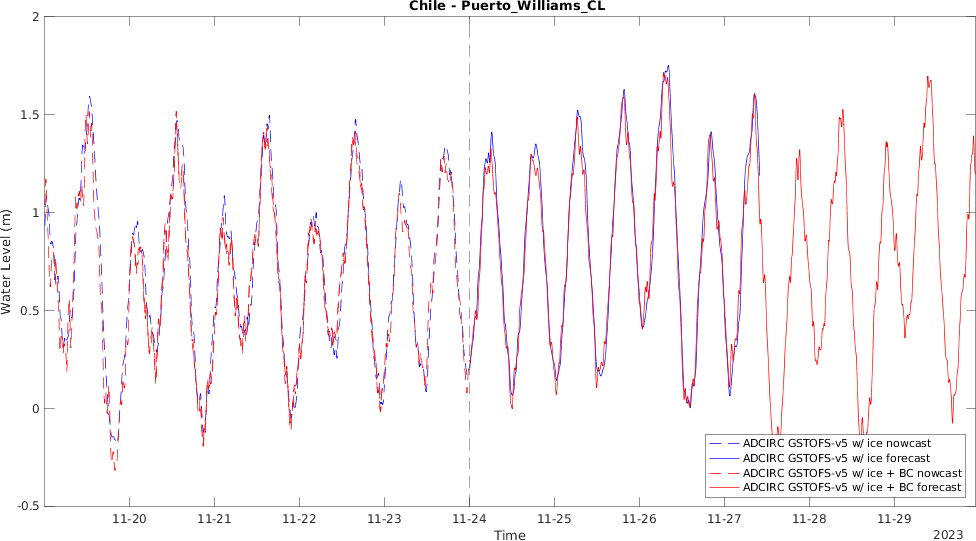 Chile - Puerto_Williams_CL
2
1.5
1
0.5
0
-0.5
Water Level (m)
ADCIRC GSTOFS-v5 w/ ice nowcast
ADCIRC GSTOFS-v5 w/ ice forecast
ADCIRC GSTOFS-v5 w/ ice + BC nowcast
ADCIRC GSTOFS-v5 w/ ice + BC forecast
11-20 11-21 11-22 11-23 11-24 11-25 11-26 11-27 11-28 11-29
Time
2023